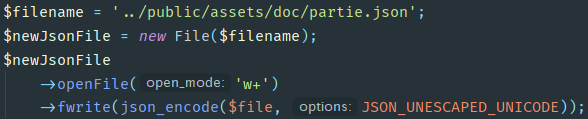 $filename = '../public/assets/doc/partie.json';
$newJsonFile = new File($filename);
$newJsonFile
    →openFile( open_mode: 'w+')
    →fwrite(json_encode($file, options: JSON_UNESCAPED_UNICODE));